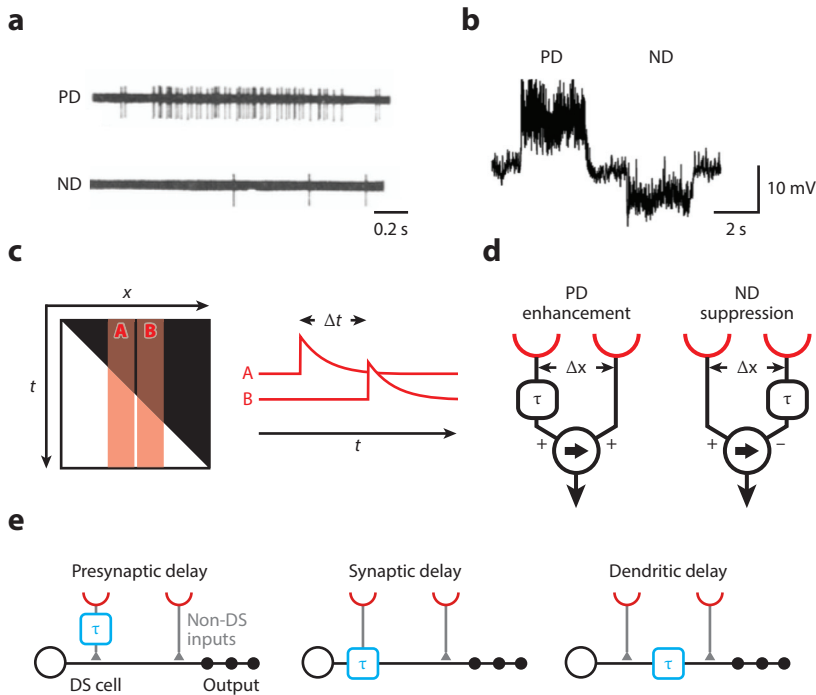 a
PD
ND
0.2 s
b
PD ND
10 mV
2 s
c
x
A B
t
Δt
A
B
t
d
PD
enhancement
Δx
τ
+ +
ND
suppression
Δx
τ
+ −
e
Presynaptic delay
τ
Non-DS
inputs
DS cell Output
Synaptic delay
τ
Dendritic delay
τ